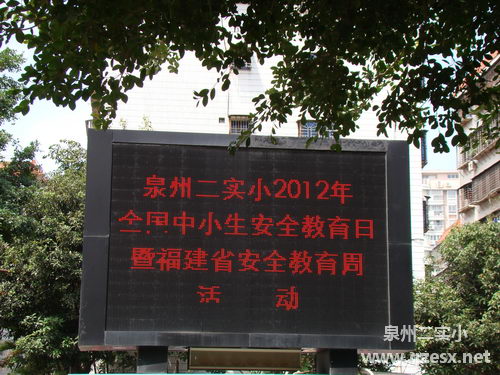 泉州二实小2012年
全国中小生安全教育日
暨福建省安全教育周
活 动
泉州二实小
www.qzesx.net